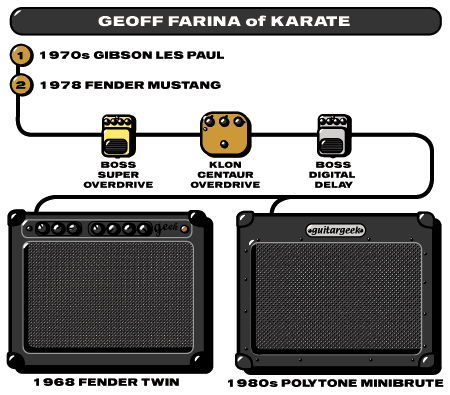 GEOFF FARINA of KARATE
1 1970s GIBSON LES PAUL
2 1978 FENDER MUSTANG
BOSS
SUPER
OVERDRIVE
KLON
CENTAUR
OVERDRIVE
BOSS
DIGITAL
DELAY
geek
guitargeek
1968 FENDER TWIN
1980s POLYTONE MINIBRUTE